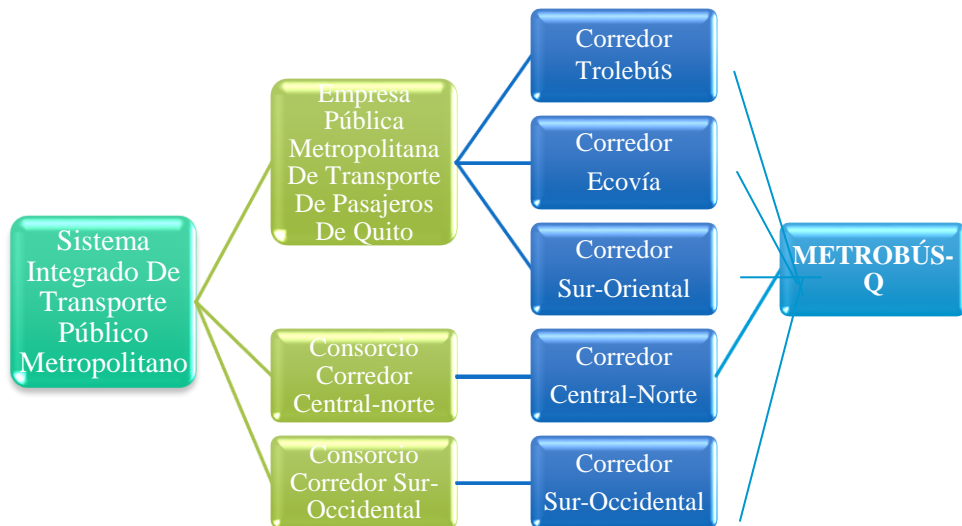 Sistema
Integrado De
Transporte
Público
Metropolitano
Empresa
Pública
Metropolitana
De Transporte
De Pasajeros
De Quito
Consorcio
Corredor
Central-norte
Consorcio
Corredor Sur-
Occidental
Corredor
Trolebús
Corredor
Ecovía
Corredor
Sur-Oriental
Corredor
Central-Norte
Corredor
Sur-Occidental
METROBÚS-
Q